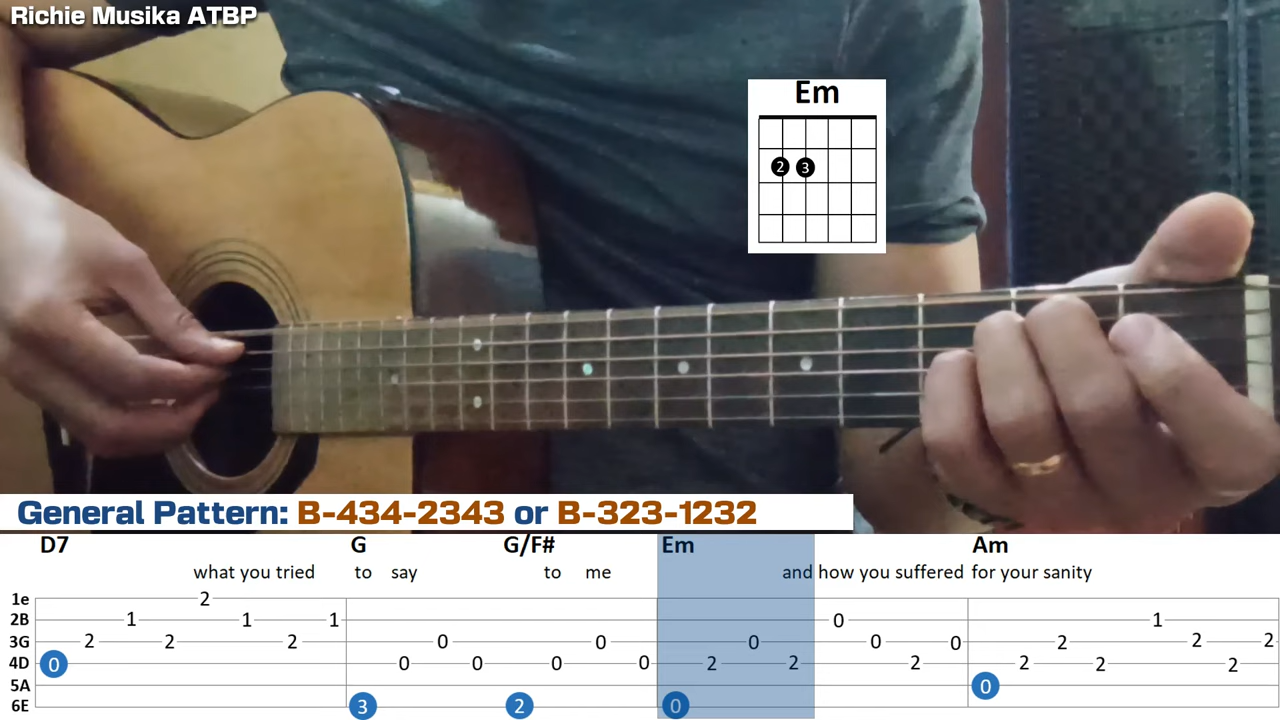 Richie Musika ATBP
Em
2 3
General Pattern: B-434-2343 or B-323-1232
D7 G G/F# Em Am
what you tried to say to me and how you suffered for your sanity
1e 2
2B 1 1 1 0 1
3G 2 2 2 0 0 0 0 0 2 2 2
4D 0 0 0 0 0 2 2 2 2 2 2
5A 0
6E 3 2 0